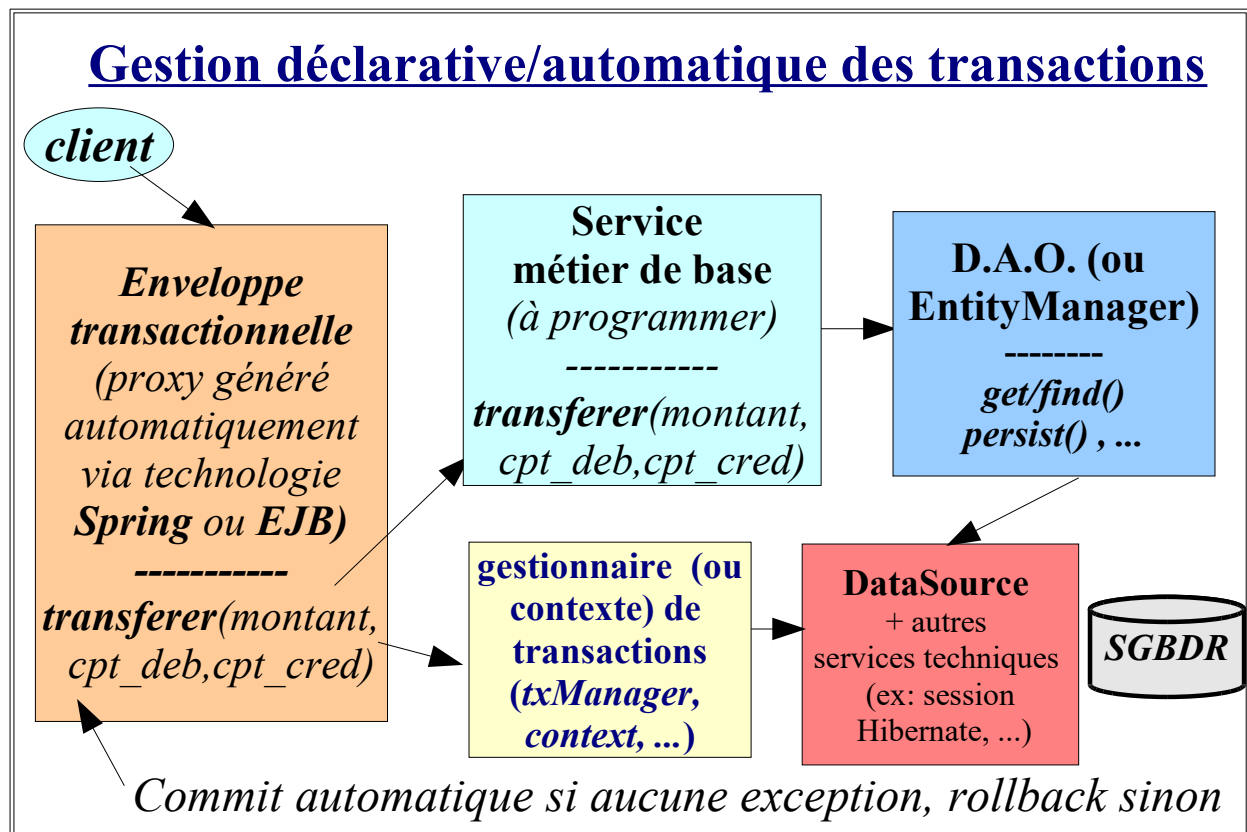 Gestion déclarative/automatique des transactions
client
Enveloppe
transactionnelle
(proxy généré
automatiquement
via technologie
Spring ou EJB)
-----------
transferer(montant,
cpt_deb,cpt_cred)
Service
métier de base
(à programmer)
-----------
transferer(montant,
cpt_deb,cpt_cred)
D.A.O. (ou
EntityManager)
--------
get/find()
persist() , ...
gestionnaire (ou
contexte) de
transactions
(txManager,
context, ...)
DataSource
+ autres
services techniques
(ex: session
Hibernate, ...)
SGBDR
Commit automatique si aucune exception, rollback sinon